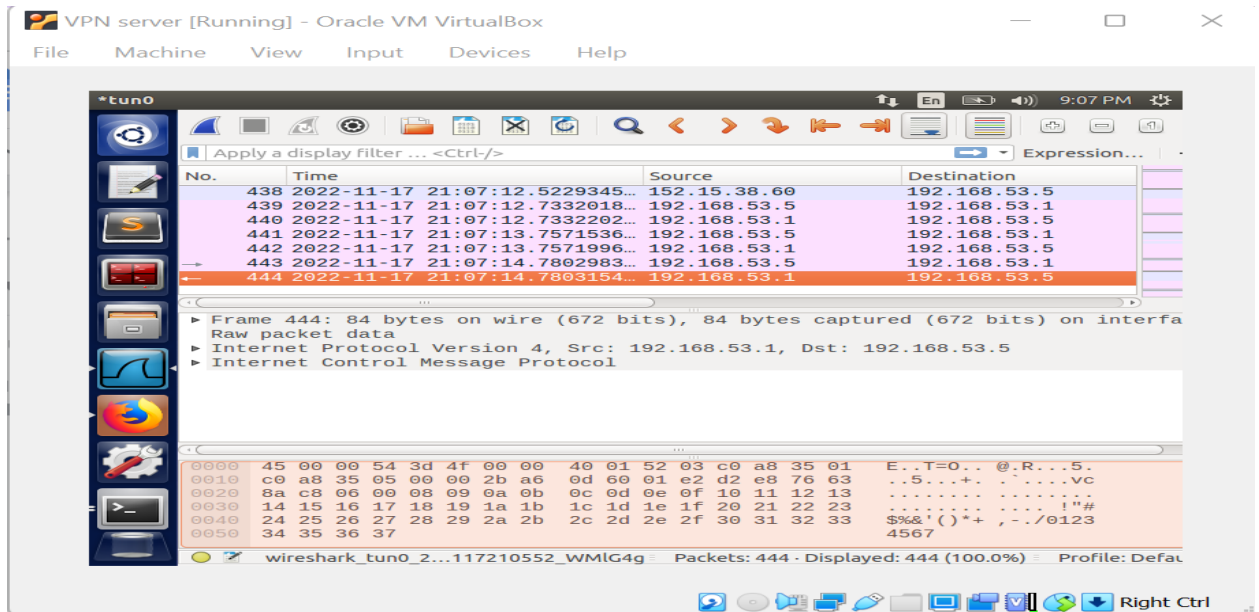 VPN server [Running] - Oracle VM VirtualBox
File Machine View Input Devices Help
*tun0 En 9:07 PM
Apply a display filter ... <Ctrl-/> Expression...
No. Time Source Destination
438 2022-11-17 21:07:12.5229345… 152.15.38.60 192.168.53.5
439 2022-11-17 21:07:12.7332018… 192.168.53.5 192.168.53.1
440 2022-11-17 21:07:12.7332202… 192.168.53.1 192.168.53.5
441 2022-11-17 21:07:13.7571536… 192.168.53.5 192.168.53.1
442 2022-11-17 21:07:13.7571996… 192.168.53.1 192.168.53.5
443 2022-11-17 21:07:14.7802983… 192.168.53.5 192.168.53.1
444 2022-11-17 21:07:14.7803154… 192.168.53.1 192.168.53.5
Frame 444: 84 bytes on wire (672 bits), 84 bytes captured (672 bits) on interfa
Raw packet data
Internet Protocol Version 4, Src: 192.168.53.1, Dst: 192.168.53.5
Internet Control Message Protocol
0000 45 00 00 54 3d 4f 00 00 40 01 52 03 c0 a8 35 01 E..T=O.. @.R...5.
0010 c0 a8 35 05 00 00 2b a6 0d 60 01 e2 d2 e8 76 63 ..5...+. .`....vc
0020 8a c8 06 00 08 09 0a 0b 0c 0d 0e 0f 10 11 12 13 ........ ........
0030 14 15 16 17 18 19 1a 1b 1c 1d 1e 1f 20 21 22 23 ........ .... !"#
0040 24 25 26 27 28 29 2a 2b 2c 2d 2e 2f 30 31 32 33 $%&'()*+ ,-./0123
0050 34 35 36 37 4567
wireshark_tun0_2...117210552_WMlG4g Packets: 444 · Displayed: 444 (100.0%) Profile: Defau
Right Ctrl